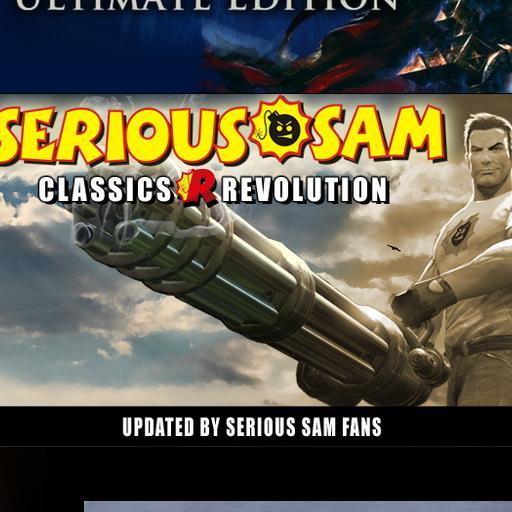 ULTIMATE EDITION
SERIOUS SAM
CLASSICS R REVOLUTION
UPDATED BY SERIOUS SAM FANS